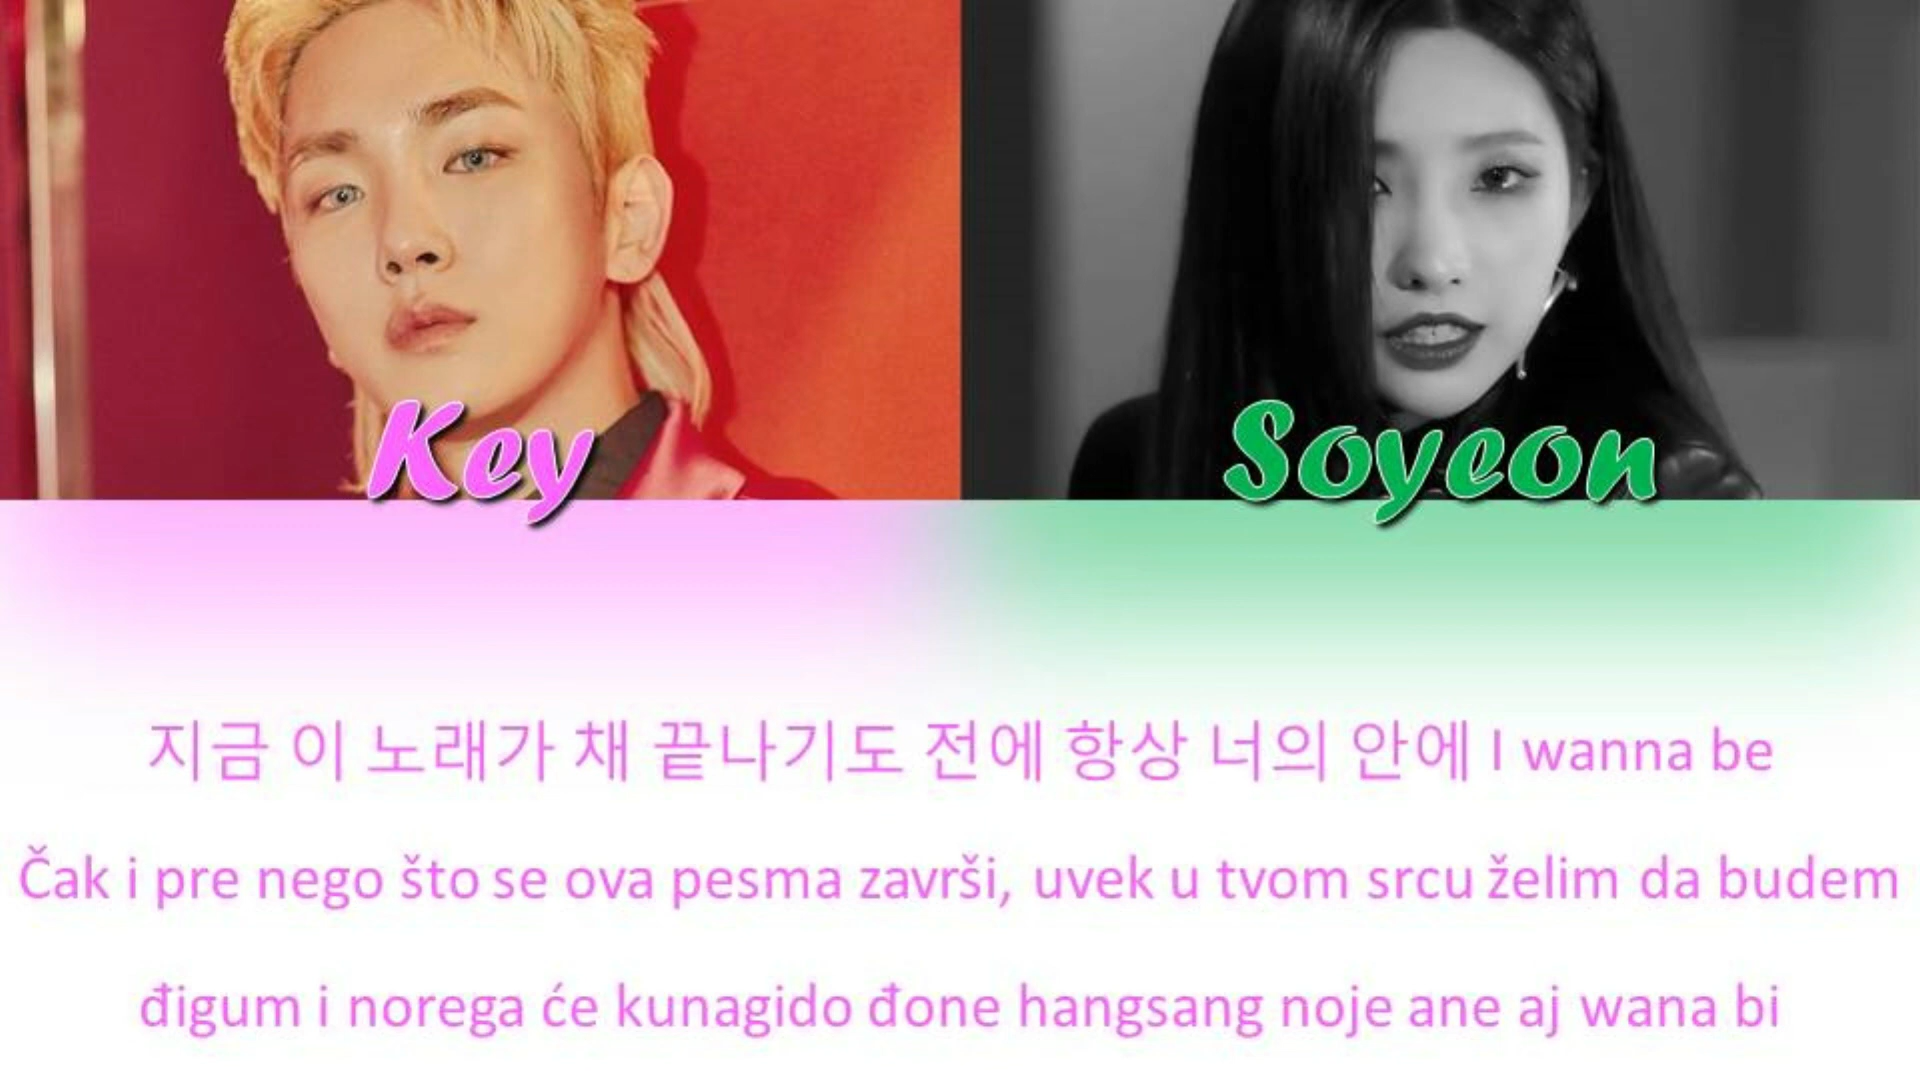 Key
Soyeon
지금 이 노래가 채 끝나기도 전에 항상 너의 안에 I wanna be
Čak i pre nego što se ova pesma završi, uvek u tvom srcu želim da budem
đigum i norega će kunagido đone hangsang noje ane aj wana bi